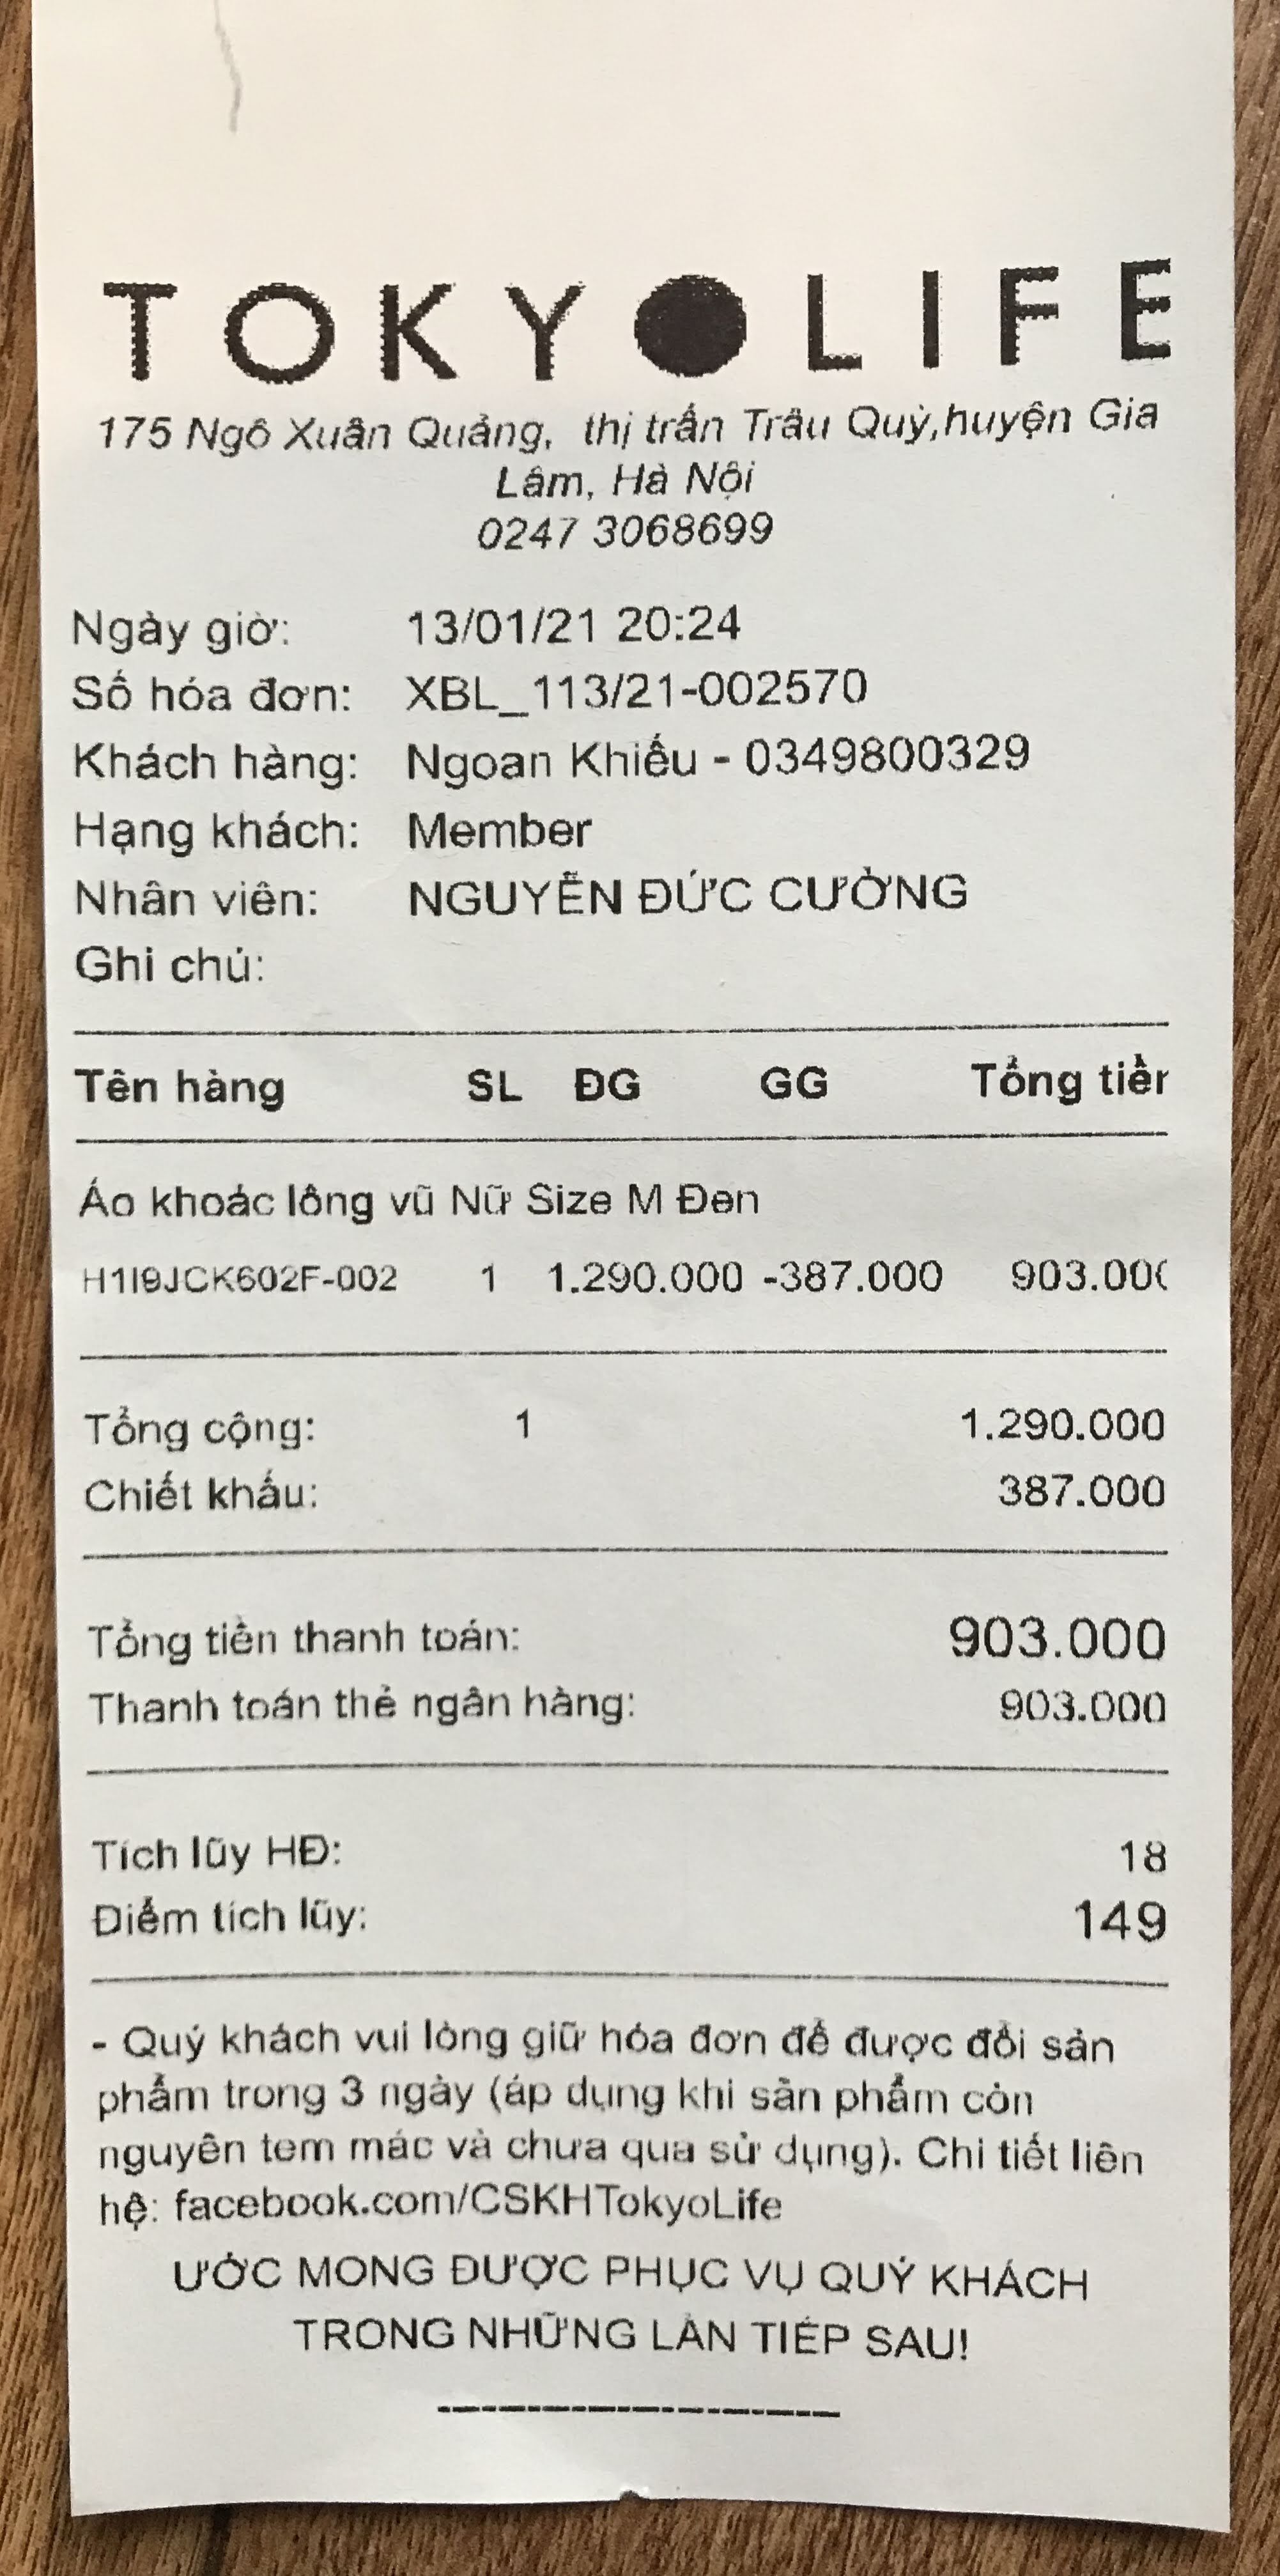 TOKYOLIFE
175 Ngô Xuân Quảng, thị trấn Trâu Quỳ,huyện Gia
Lâm, Hà Nội
0247 3068699
Ngày giờ: 13/01/21 20:24
Số hóa đơn: XBL_113/21-002570
Khách hàng: Ngoan Khiếu - 0349800329
Hạng khách: Member
Nhân viên: NGUYỄN ĐỨC CƯỜNG
Ghi chú:
Tên hàng SL ĐG GG Tổng tiền
Áo khoác lông vũ Nữ Size M Đen
H1I9JCK602F-002 1 1.290.000 -387.000 903.000
Tổng cộng: 1 1.290.000
Chiết khấu: 387.000
Tổng tiền thanh toán: 903.000
Thanh toán thẻ ngân hàng: 903.000
Tích lũy HĐ: 18
Điểm tích lũy: 149
- Quý khách vui lòng giữ hóa đơn để được đổi sản
phẩm trong 3 ngày (áp dụng khi sản phẩm còn
nguyên tem mác và chưa qua sử dụng). Chi tiết liên
hệ: facebook.com/CSKHTokyoLife
ƯỚC MONG ĐƯỢC PHỤC VỤ QUÝ KHÁCH
TRONG NHỮNG LẦN TIẾP SAU!